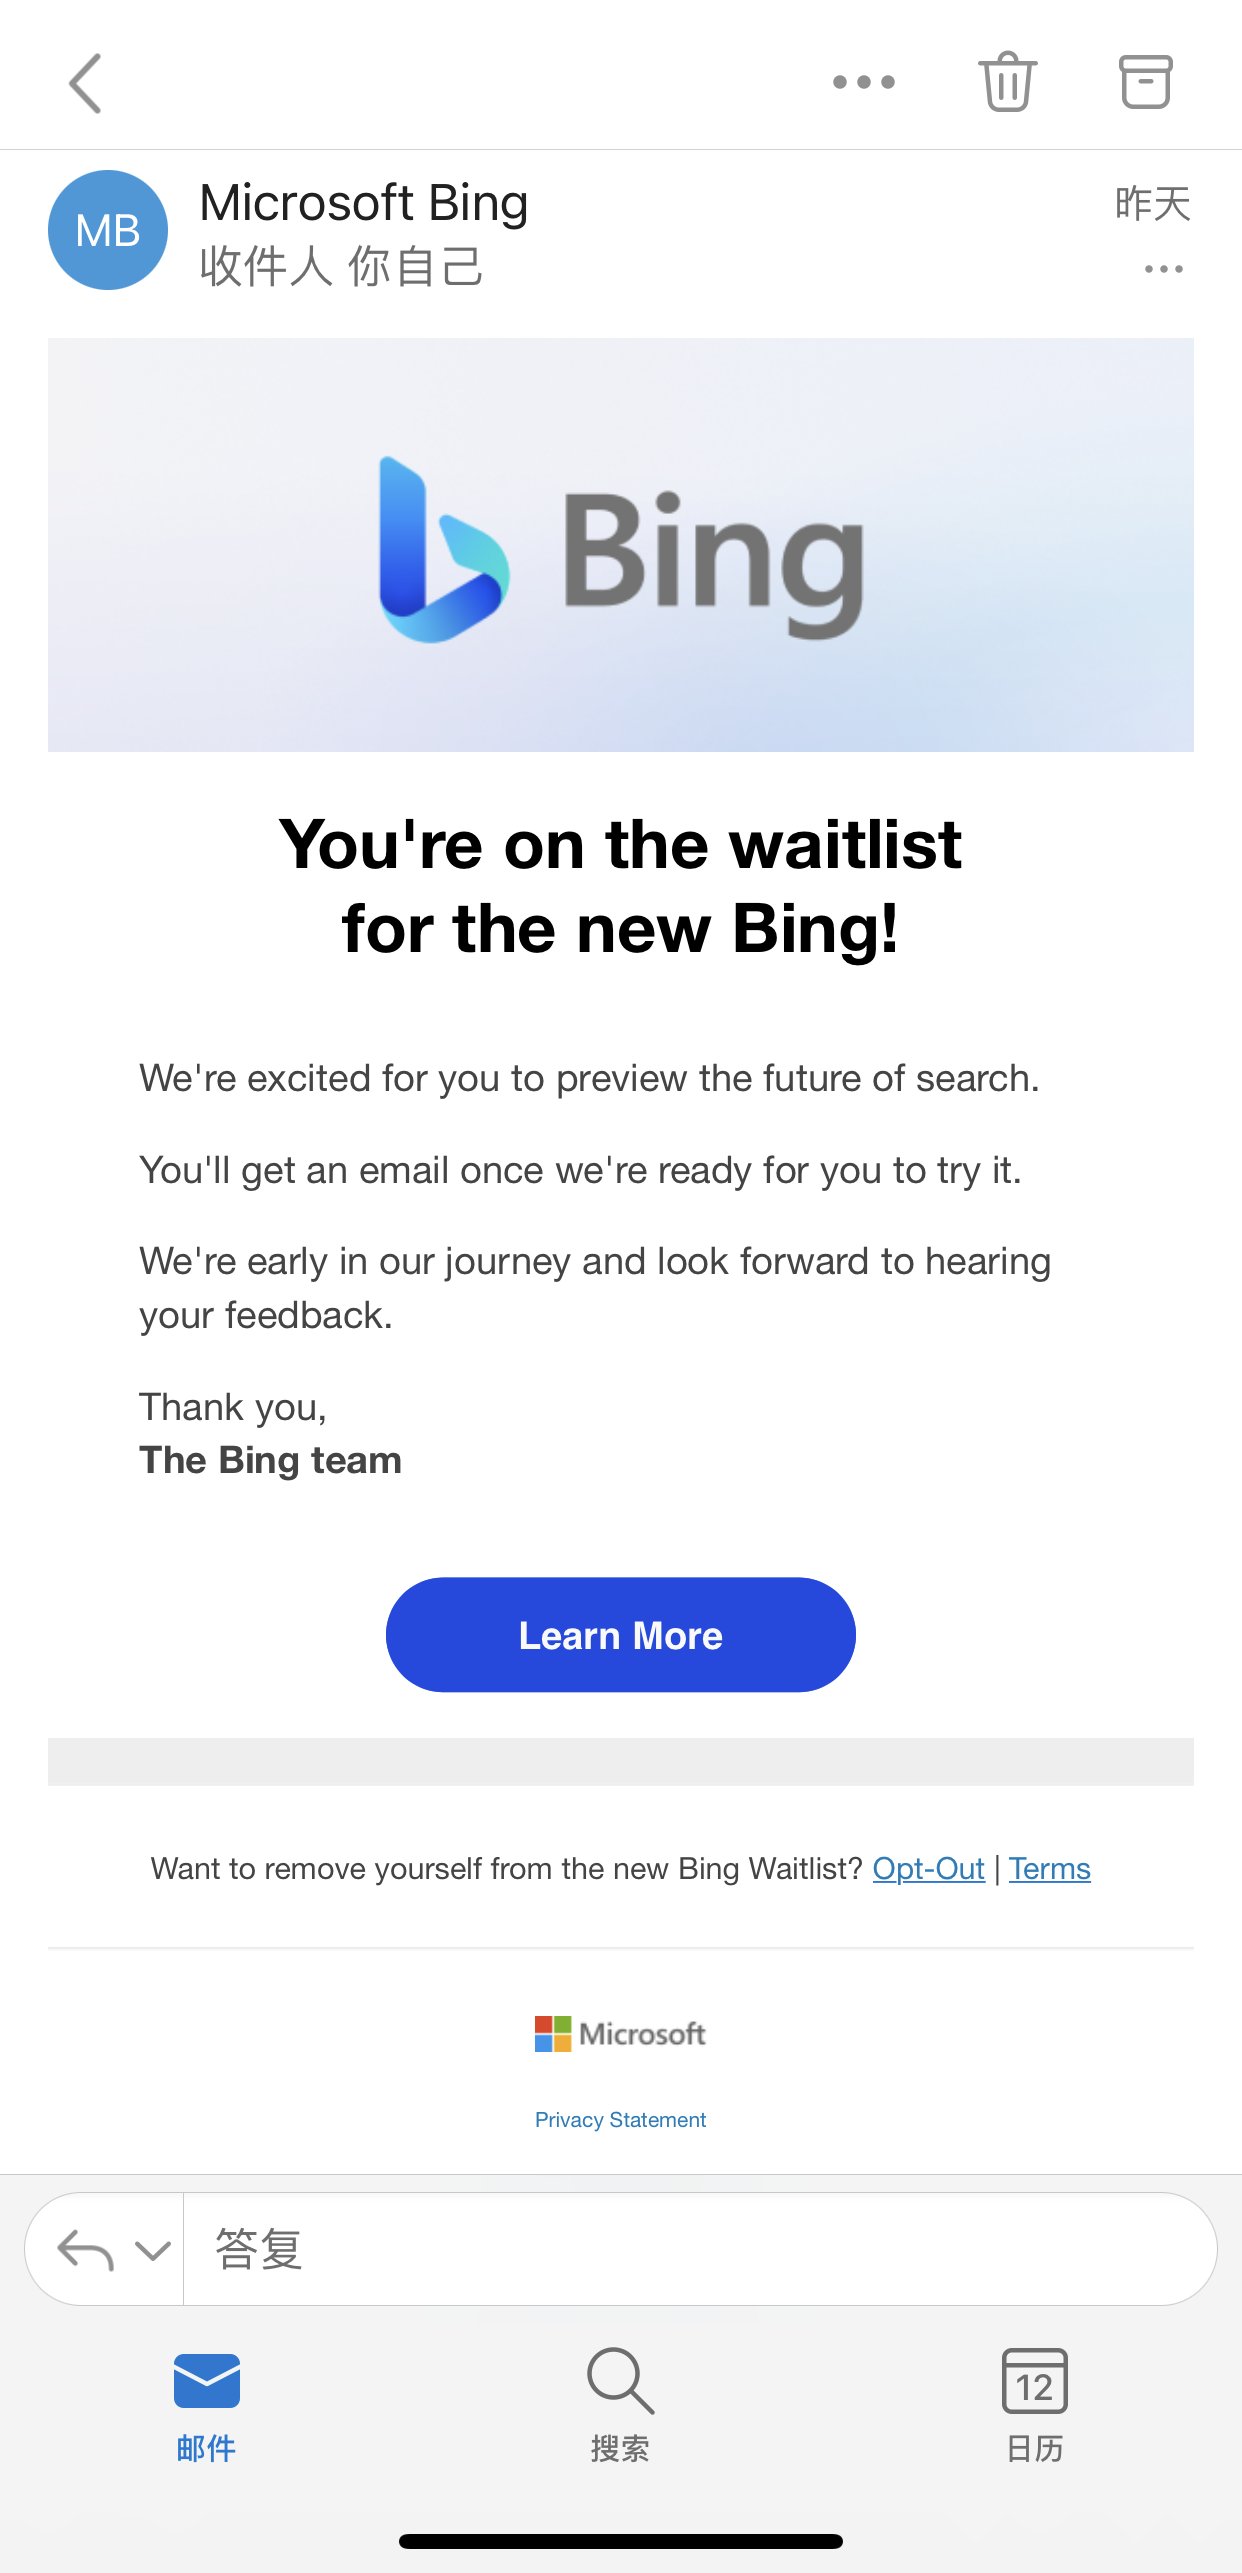 MB
Microsoft Bing
昨天
收件人 你自己
Bing
You're on the waitlist
for the new Bing!
We're excited for you to preview the future of search.
You'll get an email once we're ready for you to try it.
We're early in our journey and look forward to hearing
your feedback.
Thank you,
The Bing team
Learn More
Want to remove yourself from the new Bing Waitlist? Opt-Out | Terms
Microsoft
Privacy Statement
答复
12
邮件
搜索
日历